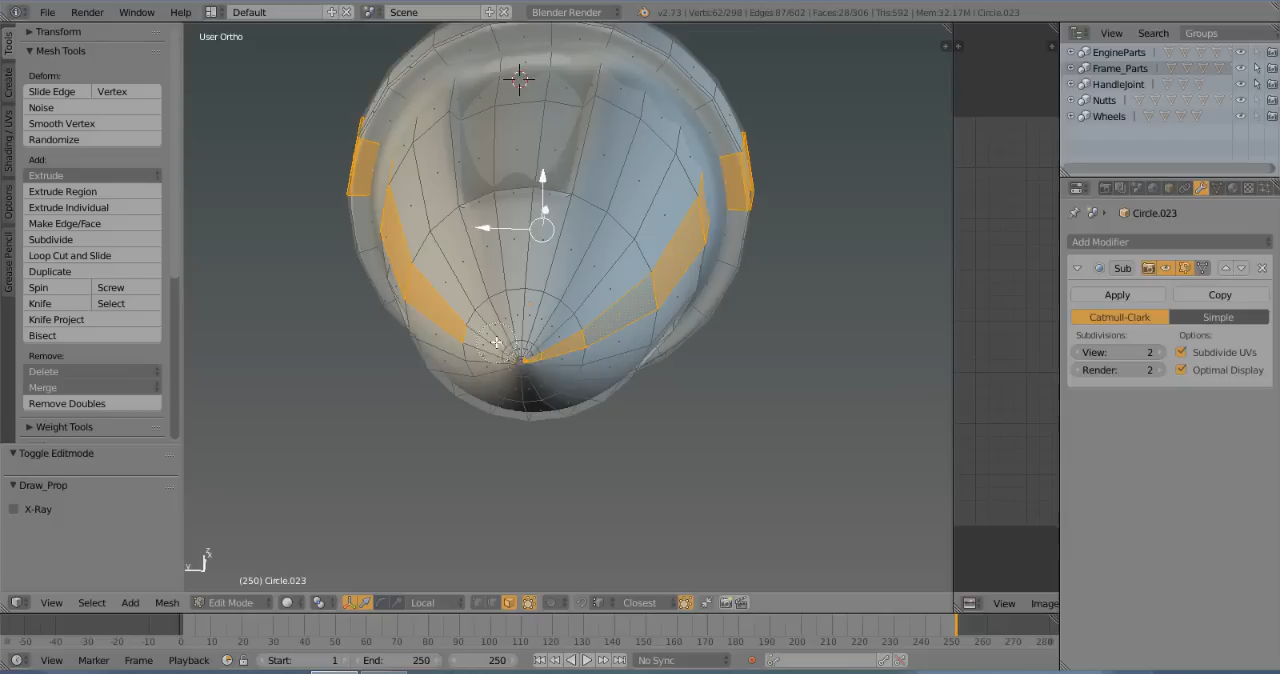 File Render Window Help Default Scene Blender Render v2.73 | Verts:62/298 | Edges:87/602 | Faces:28/306 | Tris:592 | Mem:32.17M | Circle.023
Tools
Create
Shading / UVs
Options
Grease Pencil
Transform
Mesh Tools
Deform:
Slide Edge Vertex
Noise
Smooth Vertex
Randomize
Add:
Extrude
Extrude Region
Extrude Individual
Make Edge/Face
Subdivide
Loop Cut and Slide
Duplicate
Spin Screw
Knife Select
Knife Project
Bisect
Remove:
Delete
Merge
Remove Doubles
Weight Tools
Toggle Editmode
Draw_Prop
X-Ray
User Ortho
(250) Circle.023
View Select Add Mesh Edit Mode Local Closest
View Image
View Search Groups
EngineParts
Frame_Parts
HandleJoint
Nutts
Wheels
Circle.023
Add Modifier
Sub
Apply Copy
Catmull-Clark Simple
Subdivisions: Options:
View: 2 Subdivide UVs
Render: 2 Optimal Display
-50 -40 -30 -20 -10 0 10 20 30 40 50 60 70 80 90 100 110 120 130 140 150 160 170 180 190 200 210 220 230 240 250 260 270 280
View Marker Frame Playback Start: 1 End: 250 250 No Sync